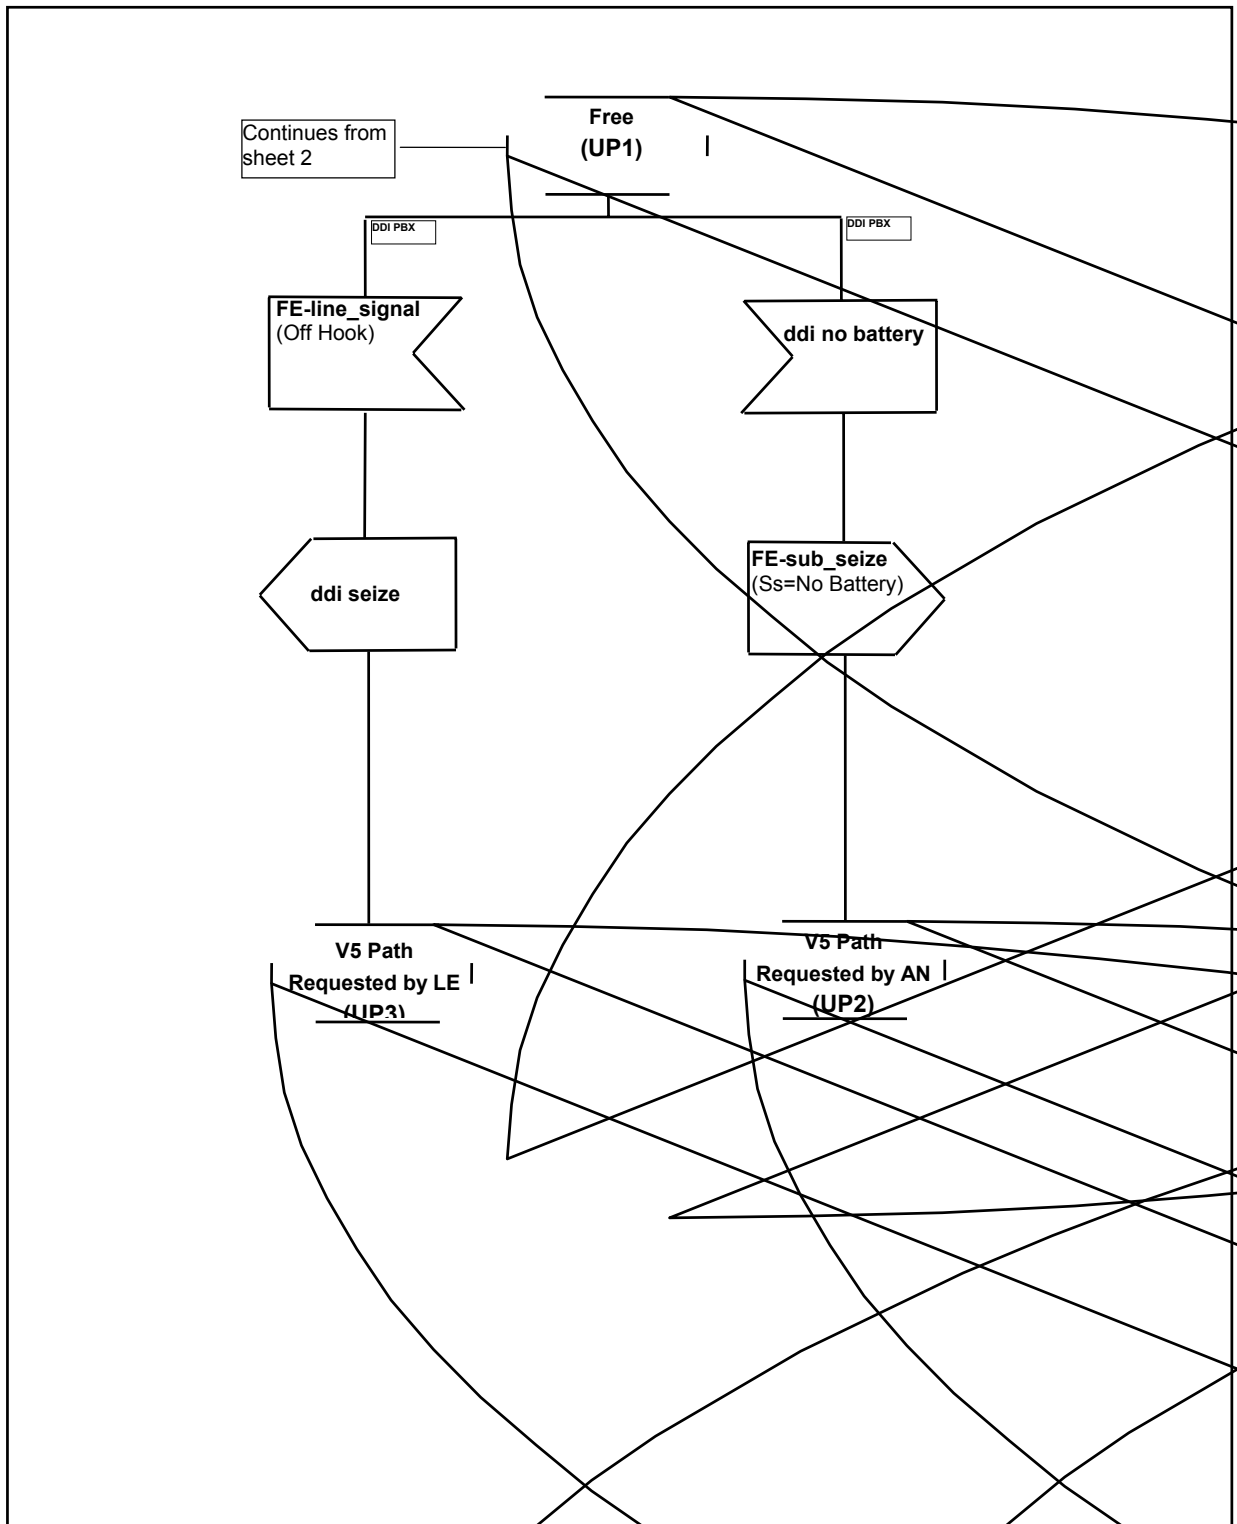 Free
(UP1)
Continues from
sheet 2
DDI PBX
DDI PBX
FE-line_signal
(Off Hook)
ddi no battery
ddi seize
FE-sub_seize
(Ss=No Battery)
V5 Path
Requested by LE
(UP3)
V5 Path
Requested by AN
(UP2)